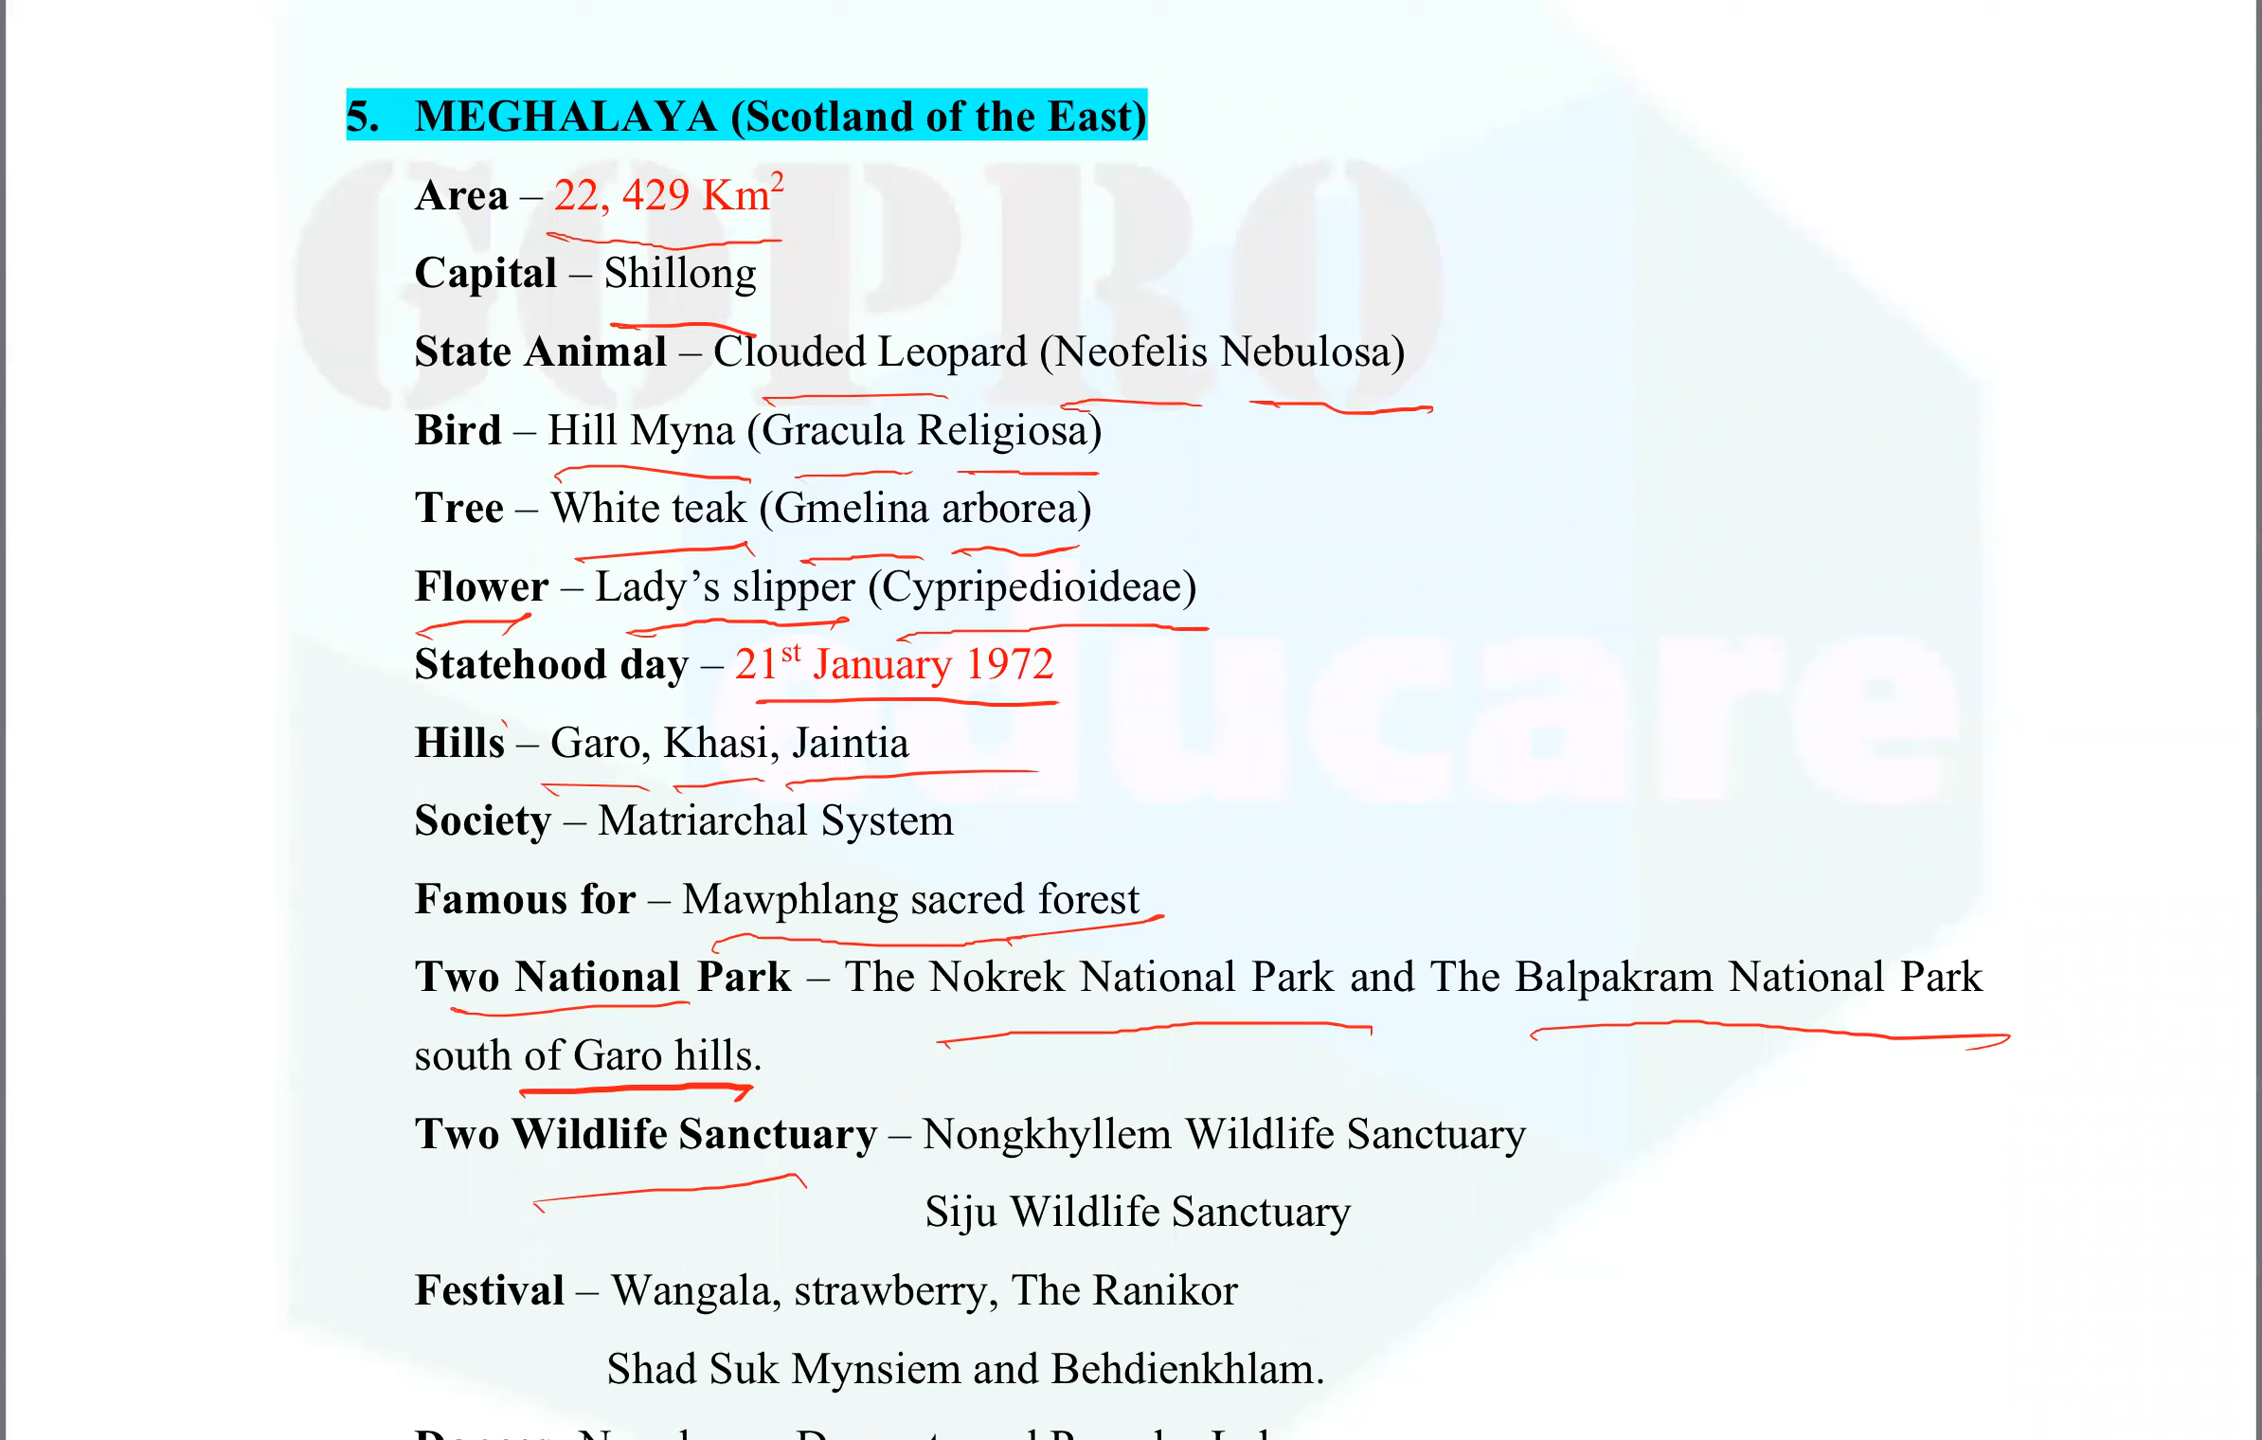 5. MEGHALAYA (Scotland of the East)
Area – 22, 429 Km²
Capital – Shillong
State Animal – Clouded Leopard (Neofelis Nebulosa)
Bird – Hill Myna (Gracula Religiosa)
Tree – White teak (Gmelina arborea)
Flower – Lady’s slipper (Cypripedioideae)
Statehood day – 21st January 1972
Hills – Garo, Khasi, Jaintia
Society – Matriarchal System
Famous for – Mawphlang sacred forest
Two National Park – The Nokrek National Park and The Balpakram National Park
south of Garo hills.
Two Wildlife Sanctuary – Nongkhyllem Wildlife Sanctuary
Siju Wildlife Sanctuary
Festival – Wangala, strawberry, The Ranikor
Shad Suk Mynsiem and Behdienkhlam.
GOPRO
educare